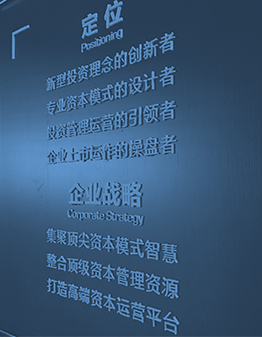 定位
Positioning
新型投资理念的创新者
专业资本模式的设计者
投资管理运营的引领者
企业上市运作的操盘者
企业战略
Corporate Strategy
集聚顶尖资本模式智慧
整合顶级资本管理资源
打造高端资本运营平台